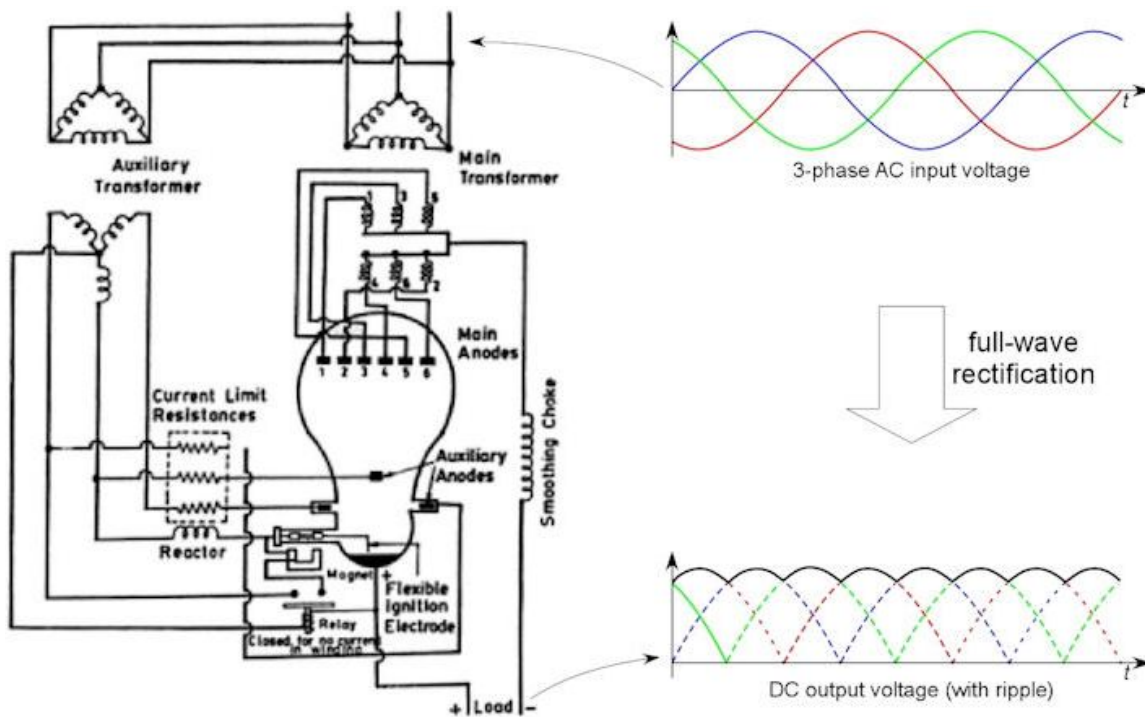 Auxiliary
Transformer
Main
Transformer
1 3 5
4 6 2
Main
Anodes
1 2 3 4 5 6
Current Limit
Resistances
Auxiliary
Anodes
Smoothing Choke
Reactor
Magnet +
Flexible
Ignition
Electrode
Relay
Closed for no current
in winding
+ Load -
t
3-phase AC input voltage
full-wave
rectification
t
DC output voltage (with ripple)